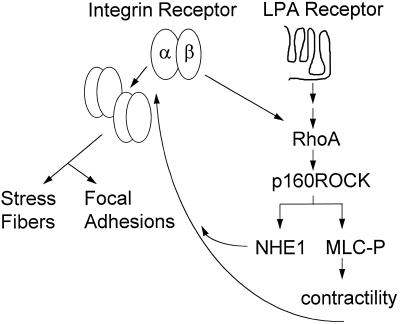 Integrin Receptor
LPA Receptor
α β
RhoA
p160ROCK
Stress
Fibers
Focal
Adhesions
NHE1
MLC-P
contractility